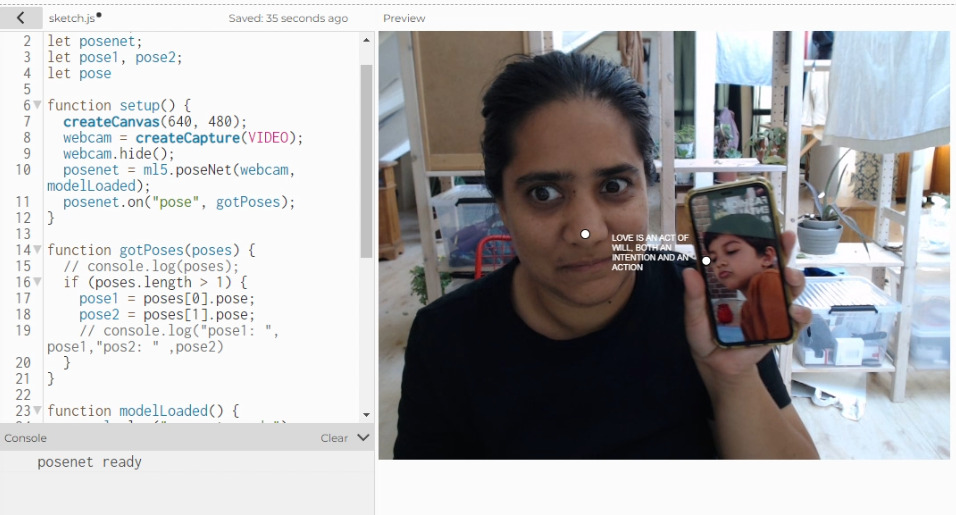 sketch.js
Saved: 35 seconds ago
Preview
2 let posenet;
3 let pose1, pose2;
4 let pose
5
6 function setup() {
7 createCanvas(640, 480);
8 webcam = createCapture(VIDEO);
9 webcam.hide();
10 posenet = ml5.poseNet(webcam,
modelLoaded);
11 posenet.on("pose", gotPoses);
12 }
13
14 function gotPoses(poses) {
15 // console.log(poses);
16 if (poses.length > 1) {
17 pose1 = poses[0].pose;
18 pose2 = poses[1].pose;
19 // console.log("pose1: ",
pose1,"pos2: " ,pose2)
20 }
21 }
22
23 function modelLoaded() {
Console
Clear
posenet ready
LOVE IS AN ACT OF
WILL, BOTH AN
INTENTION AND AN
ACTION